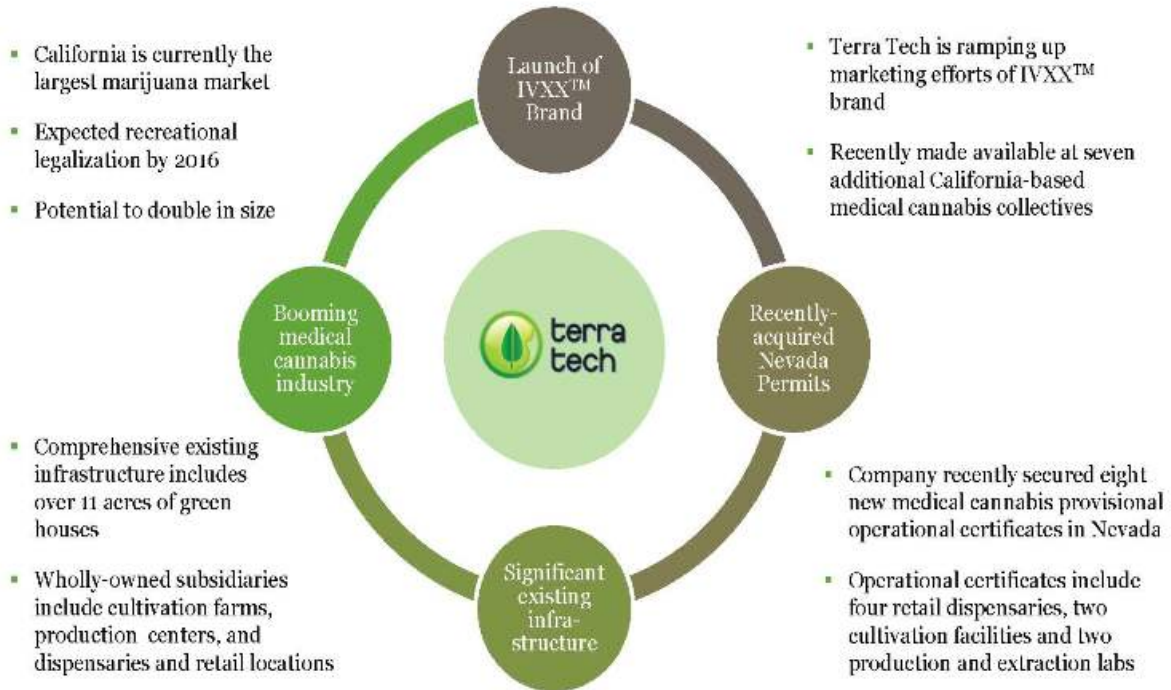 ▪ California is currently the
largest marijuana market
▪ Expected recreational
legalization by 2016
▪ Potential to double in size
Launch of
IVXX™
Brand
▪ Terra Tech is ramping up
marketing efforts of IVXX™
brand
▪ Recently made available at seven
additional California-based
medical cannabis collectives
Booming
medical
cannabis
industry
terra
tech
Recently-
acquired
Nevada
Permits
▪ Comprehensive existing
infrastructure includes
over 11 acres of green
houses
▪ Wholly-owned subsidiaries
include cultivation farms,
production centers, and
dispensaries and retail locations
Significant
existing
infra-
structure
▪ Company recently secured eight
new medical cannabis provisional
operational certificates in Nevada
▪ Operational certificates include
four retail dispensaries, two
cultivation facilities and two
production and extraction labs